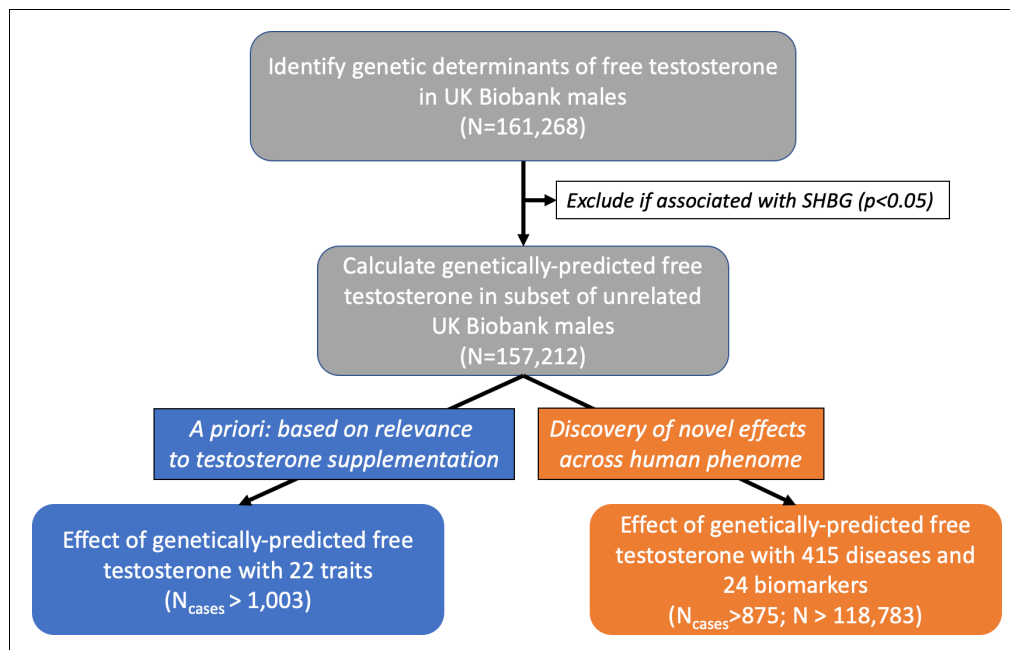 Identify genetic determinants of free testosterone
in UK Biobank males
(N=161,268)
Exclude if associated with SHBG (p<0.05)
Calculate genetically-predicted free
testosterone in subset of unrelated
UK Biobank males
(N=157,212)
A priori: based on relevance
to testosterone supplementation
Discovery of novel effects
across human phenome
Effect of genetically-predicted free
testosterone with 22 traits
(Ncases > 1,003)
Effect of genetically-predicted free
testosterone with 415 diseases and
24 biomarkers
(Ncases>875; N > 118,783)